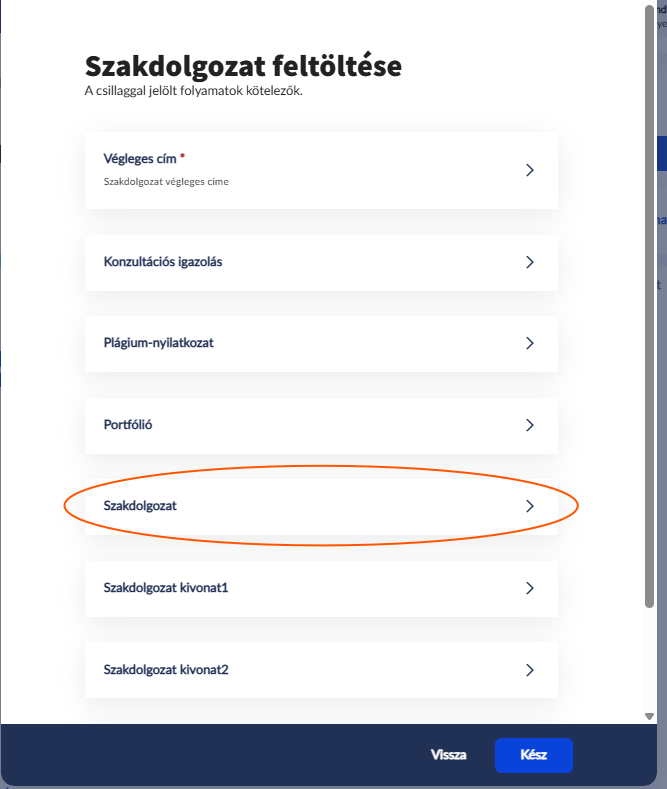 Szakdolgozat feltöltése
A csillaggal jelölt folyamatok kötelezők.
Végleges cím *
Szakdolgozat végleges címe
Konzultációs igazolás
Plágium-nyilatkozat
Portfólió
Szakdolgozat
Szakdolgozat kivonat1
Szakdolgozat kivonat2
Vissza
Kész